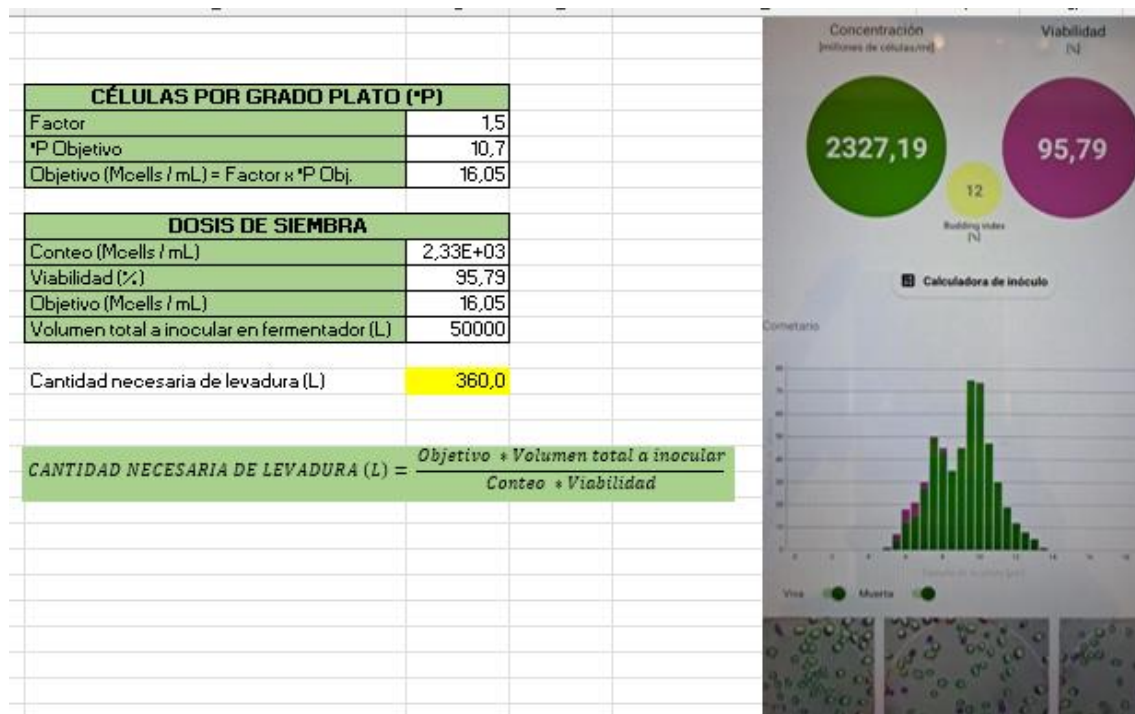 CÉLULAS POR GRADO PLATO (°P)
Factor 1,5
°P Objetivo 10,7
Objetivo (Mcells / mL) = Factor x °P Obj. 16,05
DOSIS DE SIEMBRA
Conteo (Mcells / mL) 2,33E+03
Viabilidad (%) 95,79
Objetivo (Mcells / mL) 16,05
Volumen total a inocular en fermentador (L) 50000
Cantidad necesaria de levadura (L) 360,0
CANTIDAD NECESARIA DE LEVADURA (L) = Objetivo * Volumen total a inocular
Conteo * Viabilidad
Concentración
[millones de células/ml]
Viabilidad
[%]
2327,19
95,79
12
Budding index
[%]
Calculadora de inóculo
Cometario
Viva Muerta